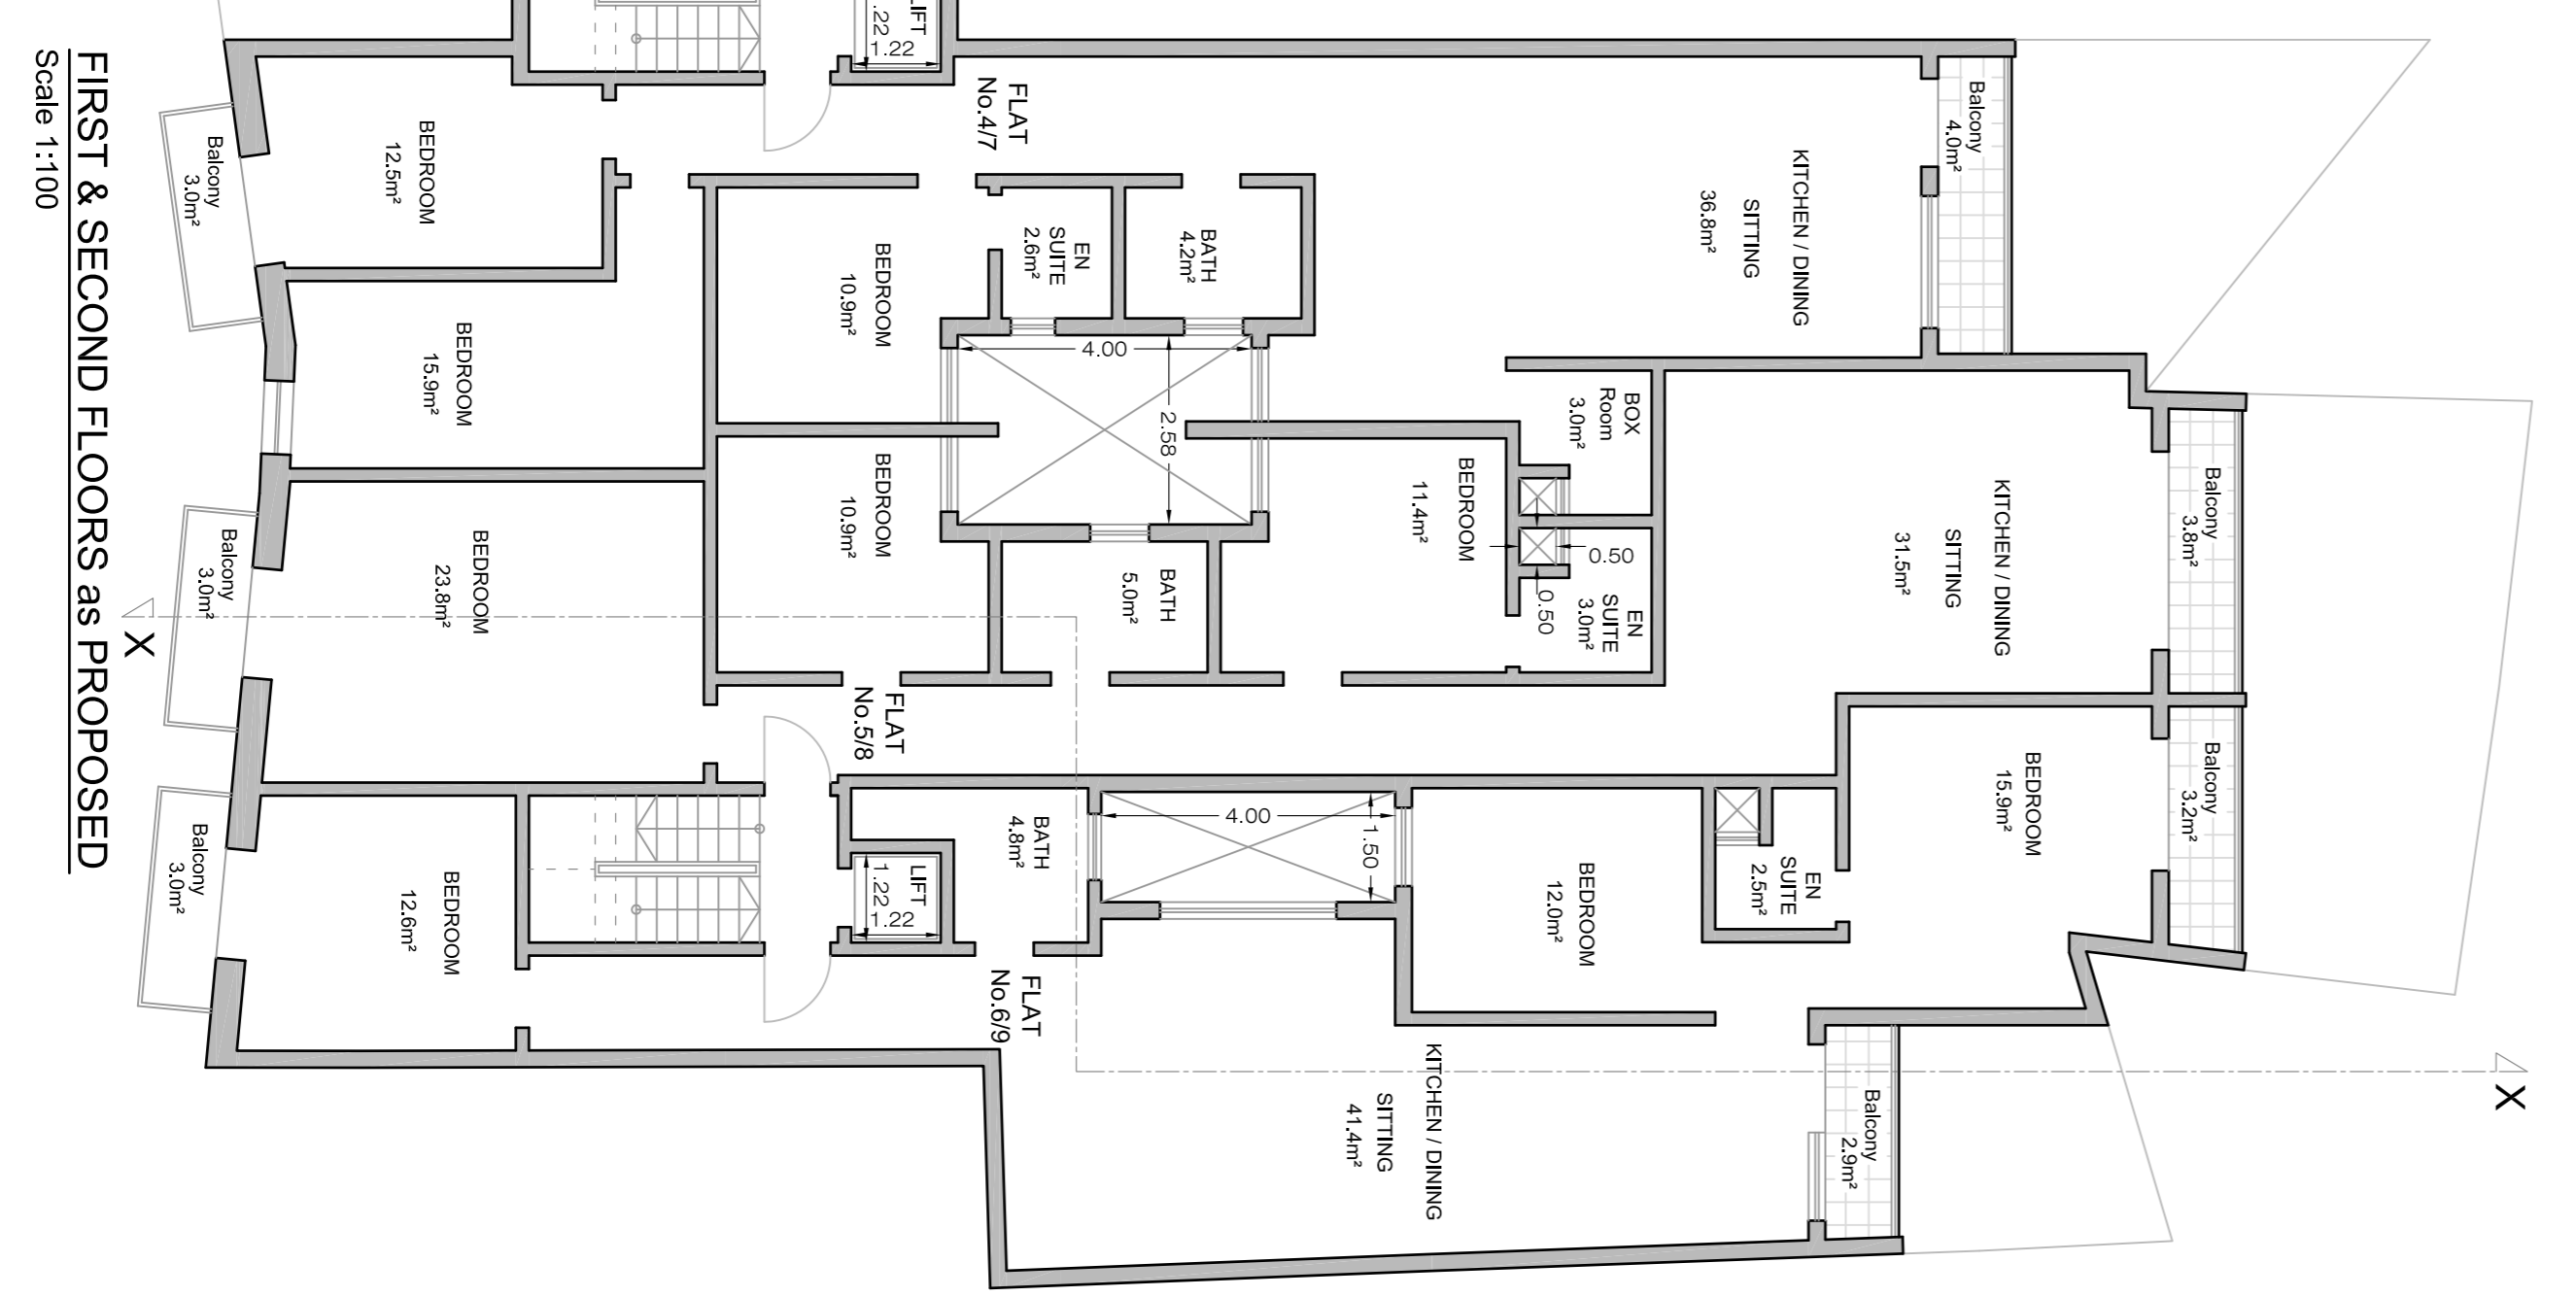 FIRST & SECOND FLOORS as PROPOSED
Scale 1:100
LIFT
1.22
1.22
FLAT
No.4/7
BEDROOM
12.5m²
Balcony
3.0m²
BEDROOM
15.9m²
BEDROOM
10.9m²
EN
SUITE
2.6m²
BATH
4.2m²
KITCHEN / DINING
SITTING
36.8m²
Balcony
4.0m²
4.00
2.58
BOX
Room
3.0m²
BEDROOM
23.8m²
Balcony
3.0m²
BEDROOM
10.9m²
BATH
5.0m²
BEDROOM
11.4m²
0.50
0.50
EN
SUITE
3.0m²
KITCHEN / DINING
SITTING
31.5m²
Balcony
3.8m²
FLAT
No.5/8
X
BEDROOM
12.6m²
Balcony
3.0m²
LIFT
1.22
1.22
BATH
4.8m²
4.00
1.50
BEDROOM
12.0m²
EN
SUITE
2.5m²
BEDROOM
15.9m²
Balcony
3.2m²
FLAT
No.6/9
KITCHEN / DINING
SITTING
41.4m²
Balcony
2.9m²
X